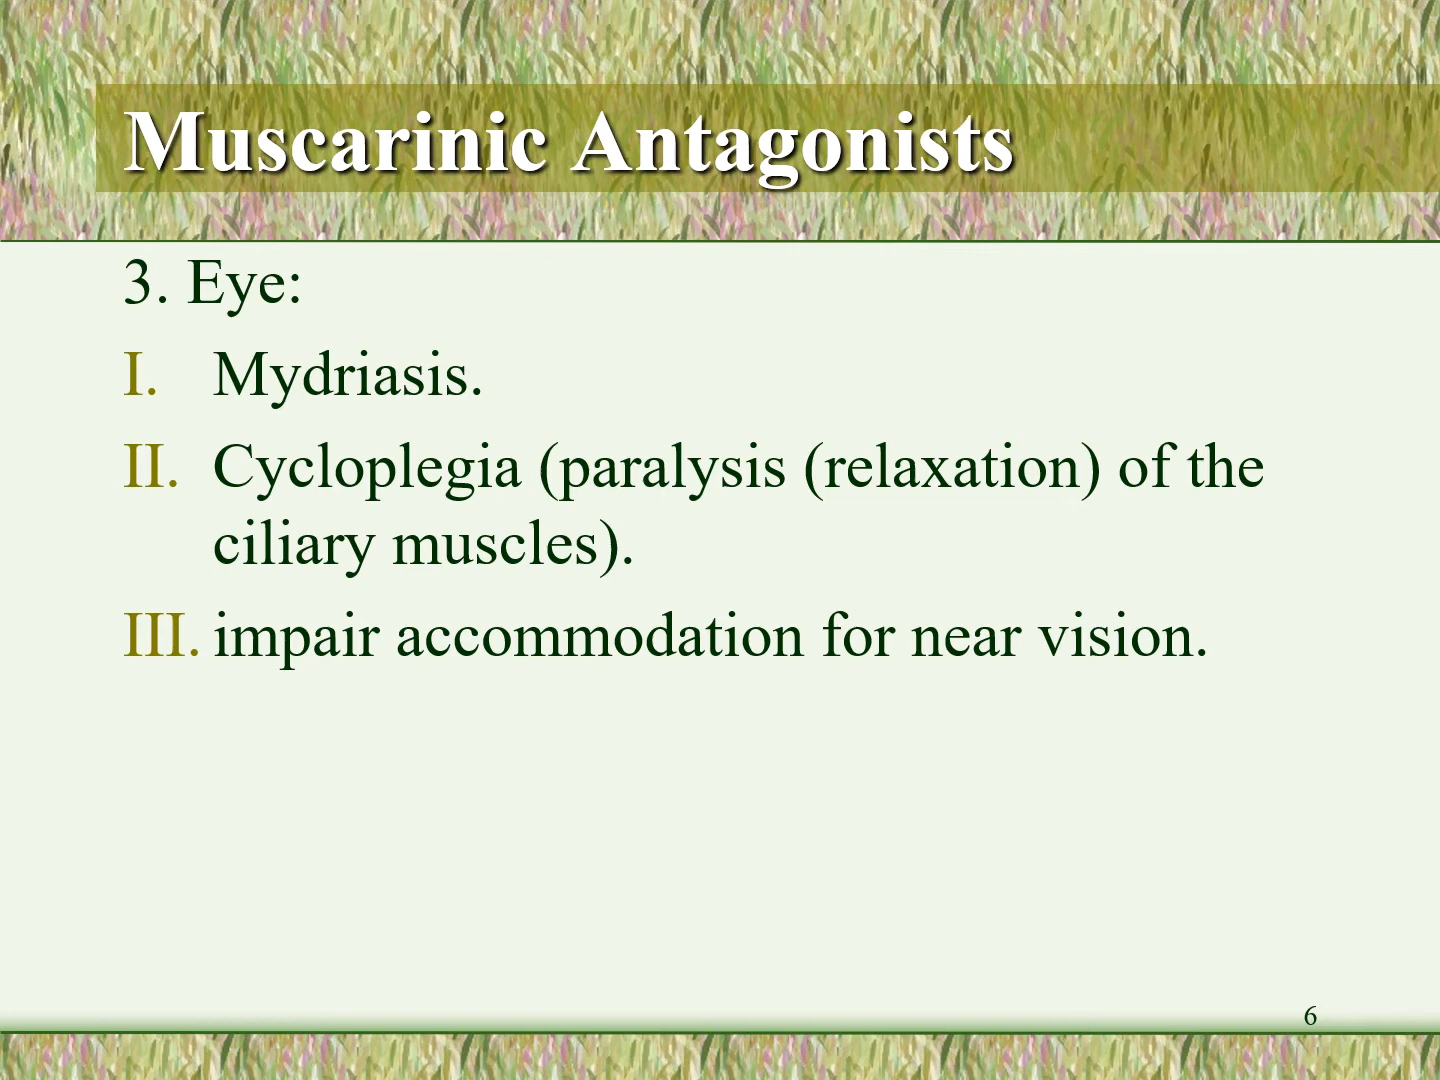 Muscarinic Antagonists
3. Eye:
I. Mydriasis.
II. Cycloplegia (paralysis (relaxation) of the
ciliary muscles).
III. impair accommodation for near vision.
6